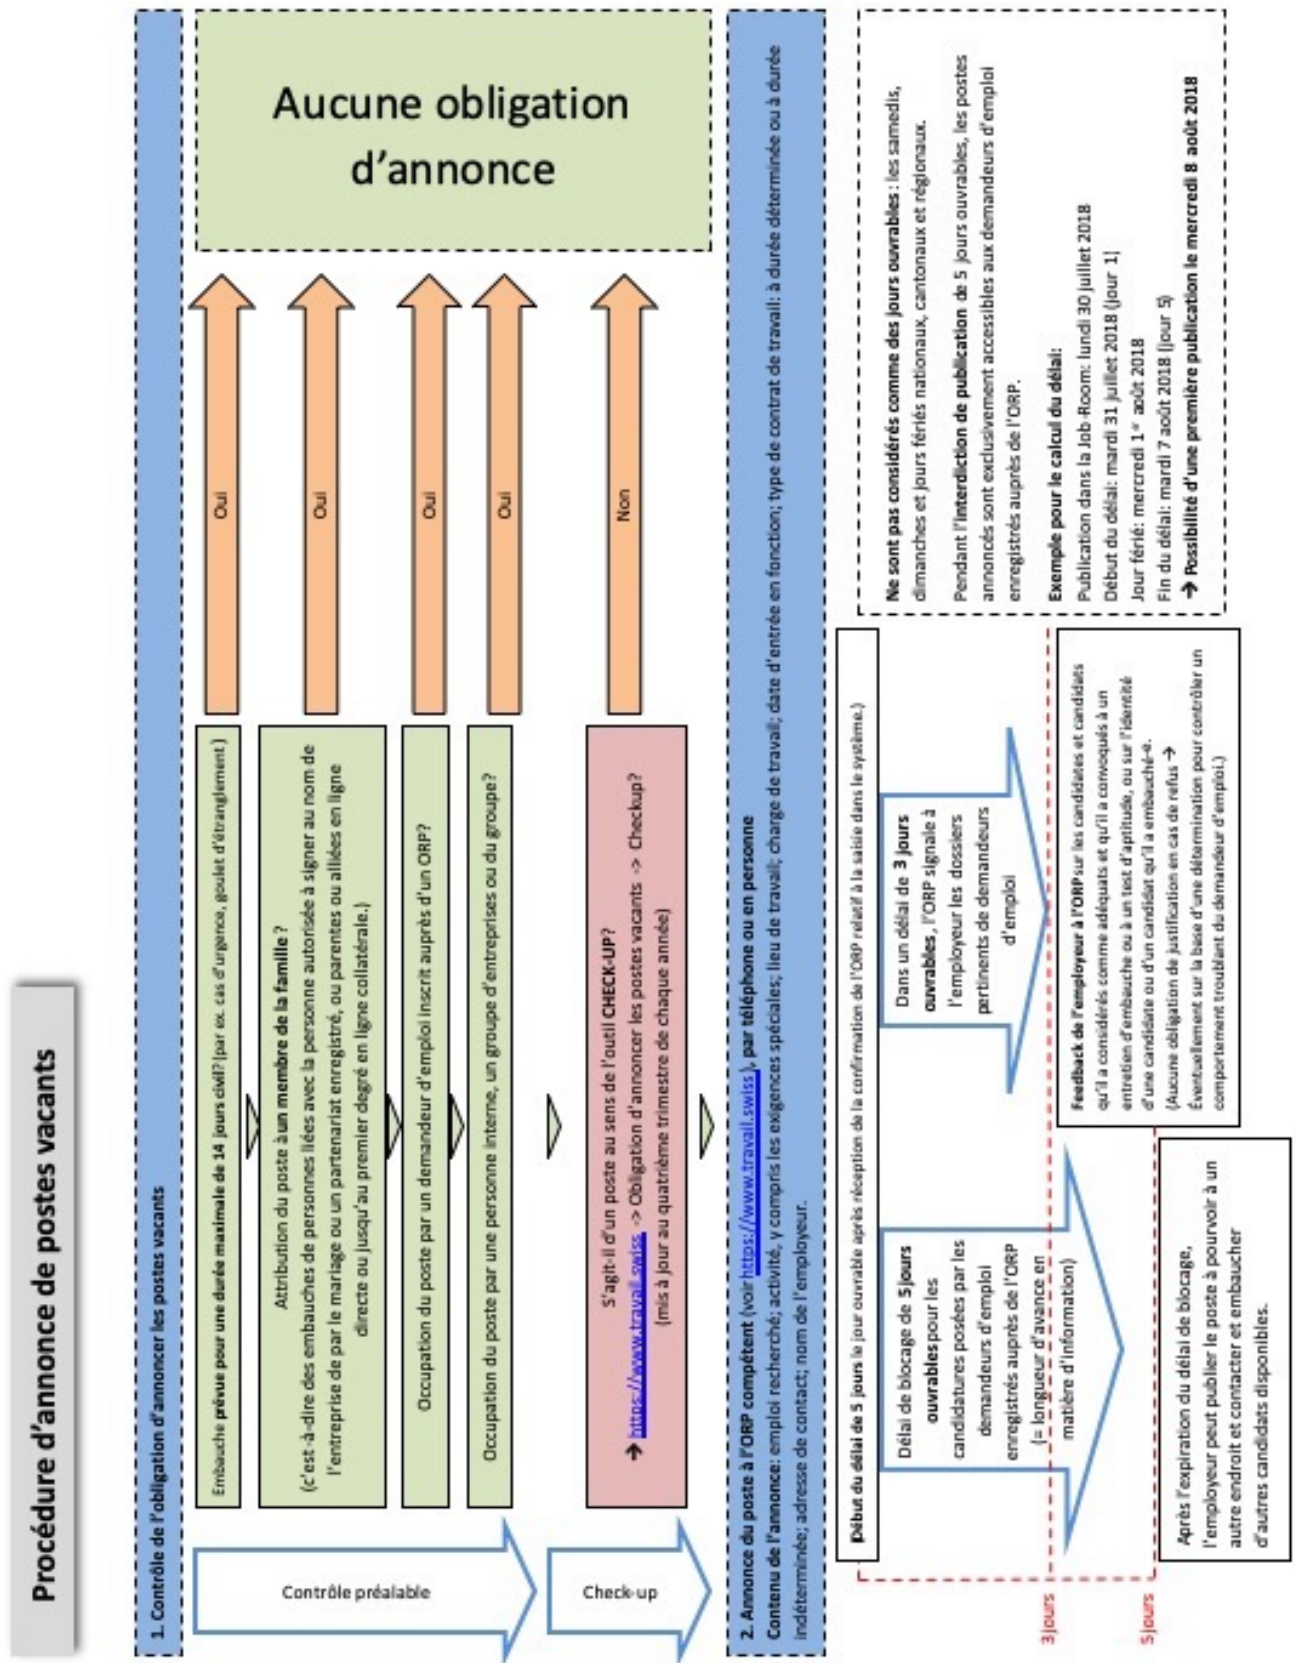 Procédure d'annonce de postes vacants
1. Contrôle de l'obligation d'annoncer les postes vacants
Contrôle préalable
Embauche prévue pour une durée maximale de 14 jours civil? (par ex. cas d'urgence, goulet d'étranglement)
Oui
Attribution du poste à un membre de la famille ?
(c'est-à-dire des embauches de personnes liées avec la personne autorisée à signer au nom de
l'entreprise de par le mariage ou un partenariat enregistré, ou parentes ou alliées en ligne
directe ou jusqu'au premier degré en ligne collatérale.)
Oui
Occupation du poste par un demandeur d'emploi inscrit auprès d'un ORP?
Oui
Occupation du poste par une personne interne, un groupe d'entreprises ou du groupe?
Oui
Aucune obligation
d'annonce
Check-up
S'agit-il d'un poste au sens de l'outil CHECK-UP?
→ https://www.travail.swiss -> Obligation d'annoncer les postes vacants -> Checkup?
(mis à jour au quatrième trimestre de chaque année)
Non
2. Annonce du poste à l'ORP compétent (voir https://www.travail.swiss), par téléphone ou en personne
Contenu de l'annonce: emploi recherché; activité, y compris les exigences spéciales; lieu de travail; charge de travail; date d'entrée en fonction; type de contrat de travail: à durée déterminée ou à durée
indéterminée; adresse de contact; nom de l'employeur.
Début du délai de 5 jours le jour ouvrable après réception de la confirmation de l'ORP relatif à la saisie dans le système.)
Délai de blocage de 5 jours
ouvrables pour les
candidatures posées par les
demandeurs d'emploi
enregistrés auprès de l'ORP
(= longueur d'avance en
matière d'information)
Dans un délai de 3 jours
ouvrables, l'ORP signale à
l'employeur les dossiers
pertinents de demandeurs
d'emploi
3 jours
Feedback de l'employeur à l'ORP sur les candidates et candidats
qu'il a considérés comme adéquats et qu'il a convoqués à un
entretien d'embauche ou à un test d'aptitude, ou sur l'identité
d'une candidate ou d'un candidat qu'il a embauché-e.
(Aucune obligation de justification en cas de refus →
Éventuellement sur la base d'une détermination pour contrôler un
comportement troublant du demandeur d'emploi.)
5 jours
Après l'expiration du délai de blocage,
l'employeur peut publier le poste à pourvoir à un
autre endroit et contacter et embaucher
d'autres candidats disponibles.
Ne sont pas considérés comme des jours ouvrables : les samedis,
dimanches et jours fériés nationaux, cantonaux et régionaux.
Pendant l'interdiction de publication de 5 jours ouvrables, les postes
annoncés sont exclusivement accessibles aux demandeurs d'emploi
enregistrés auprès de l'ORP.
Exemple pour le calcul du délai:
Publication dans la Job-Room: lundi 30 juillet 2018
Début du délai: mardi 31 juillet 2018 (jour 1)
Jour férié: mercredi 1er août 2018
Fin du délai: mardi 7 août 2018 (jour 5)
→ Possibilité d'une première publication le mercredi 8 août 2018